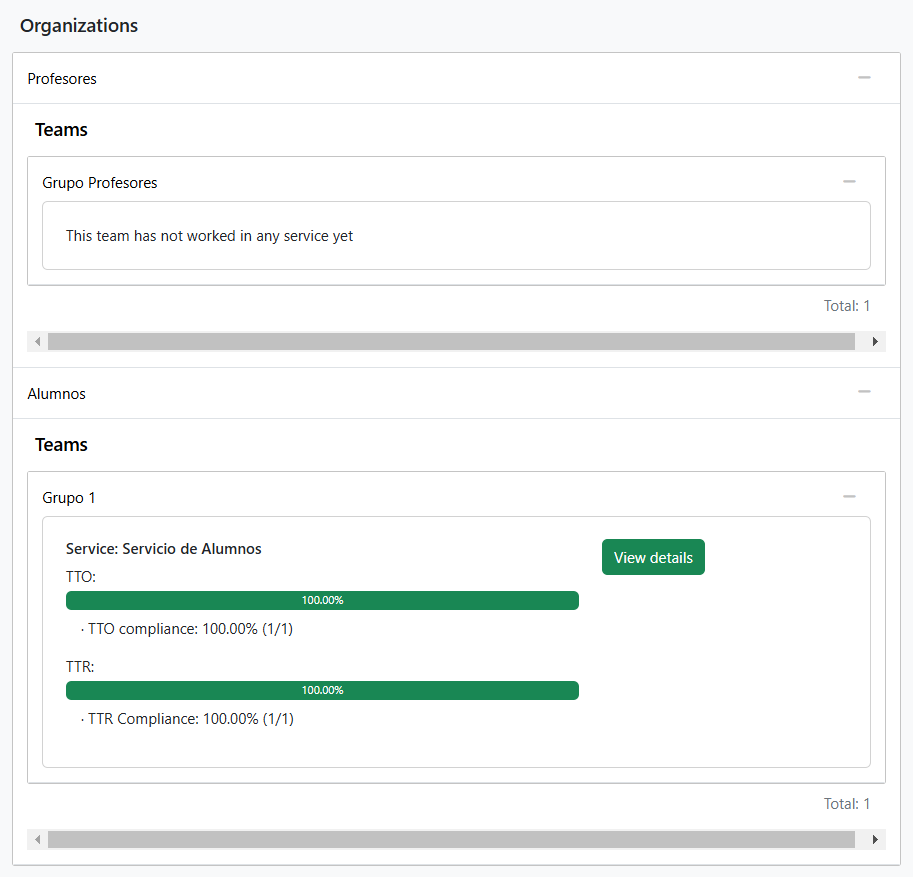 Organizations
Profesores
Teams
Grupo Profesores
This team has not worked in any service yet
Total: 1
Alumnos
Teams
Grupo 1
Service: Servicio de Alumnos
View details
TTO:
100.00%
· TTO compliance: 100.00% (1/1)
TTR:
100.00%
· TTR Compliance: 100.00% (1/1)
Total: 1